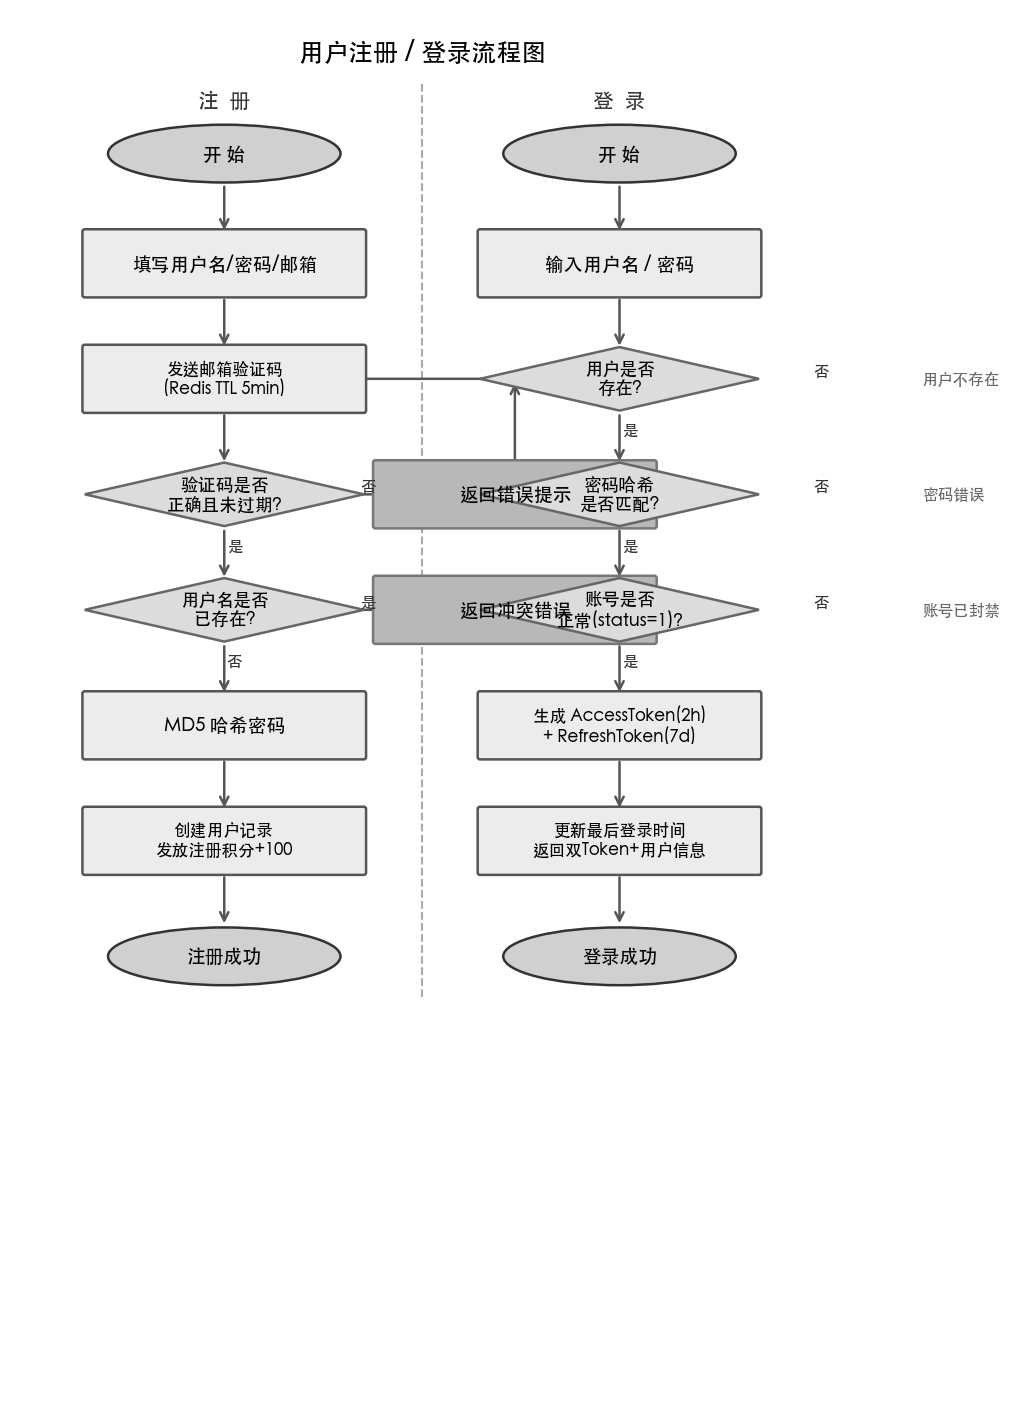 用户注册 / 登录流程图
注 册
登 录
开 始
开 始
填写用户名/密码/邮箱
输入用户名 / 密码
发送邮箱验证码
(Redis TTL 5min)
用户是否
存在?
否
用户不存在
是
验证码是否
正确且未过期?
否
返回错误提示
密码哈希
是否匹配?
否
密码错误
是
是
用户名是否
已存在?
是
返回冲突错误
账号是否
正常(status=1)?
否
账号已封禁
否
是
MD5 哈希密码
生成 AccessToken(2h)
+ RefreshToken(7d)
创建用户记录
发放注册积分+100
更新最后登录时间
返回双Token+用户信息
注册成功
登录成功